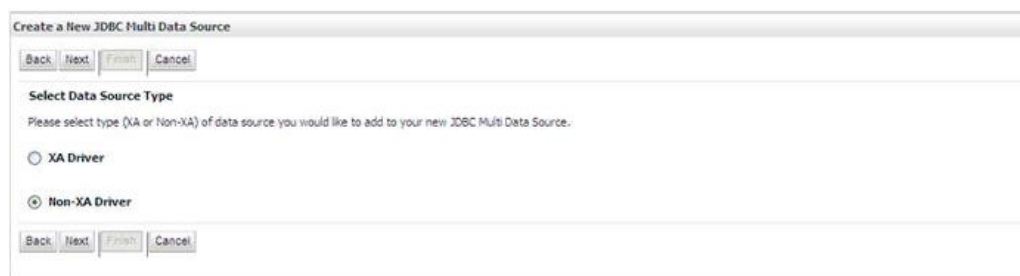 Create a New JDBC Multi Data Source
Back Next Finish Cancel
Select Data Source Type
Please select type (XA or Non-XA) of data source you would like to add to your new JDBC Multi Data Source.
XA Driver
Non-XA Driver
Back Next Finish Cancel